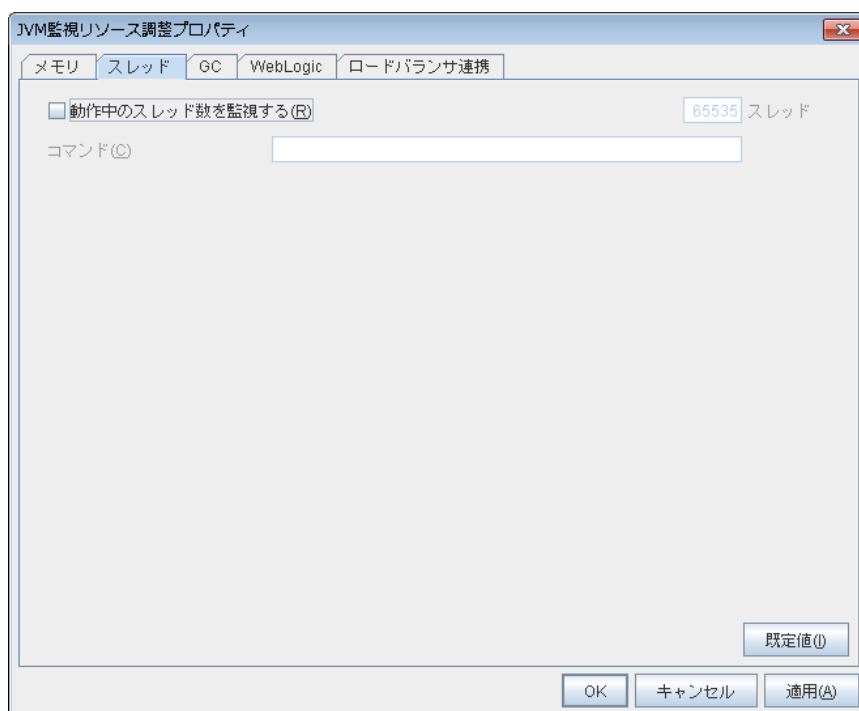 JVM監視リソース調整プロパティ
メモリ スレッド GC WebLogic ロードバランサ連携
動作中のスレッド数を監視する(R) 65535 スレッド
コマンド(C)
既定値(I)
OK キャンセル 適用(A)